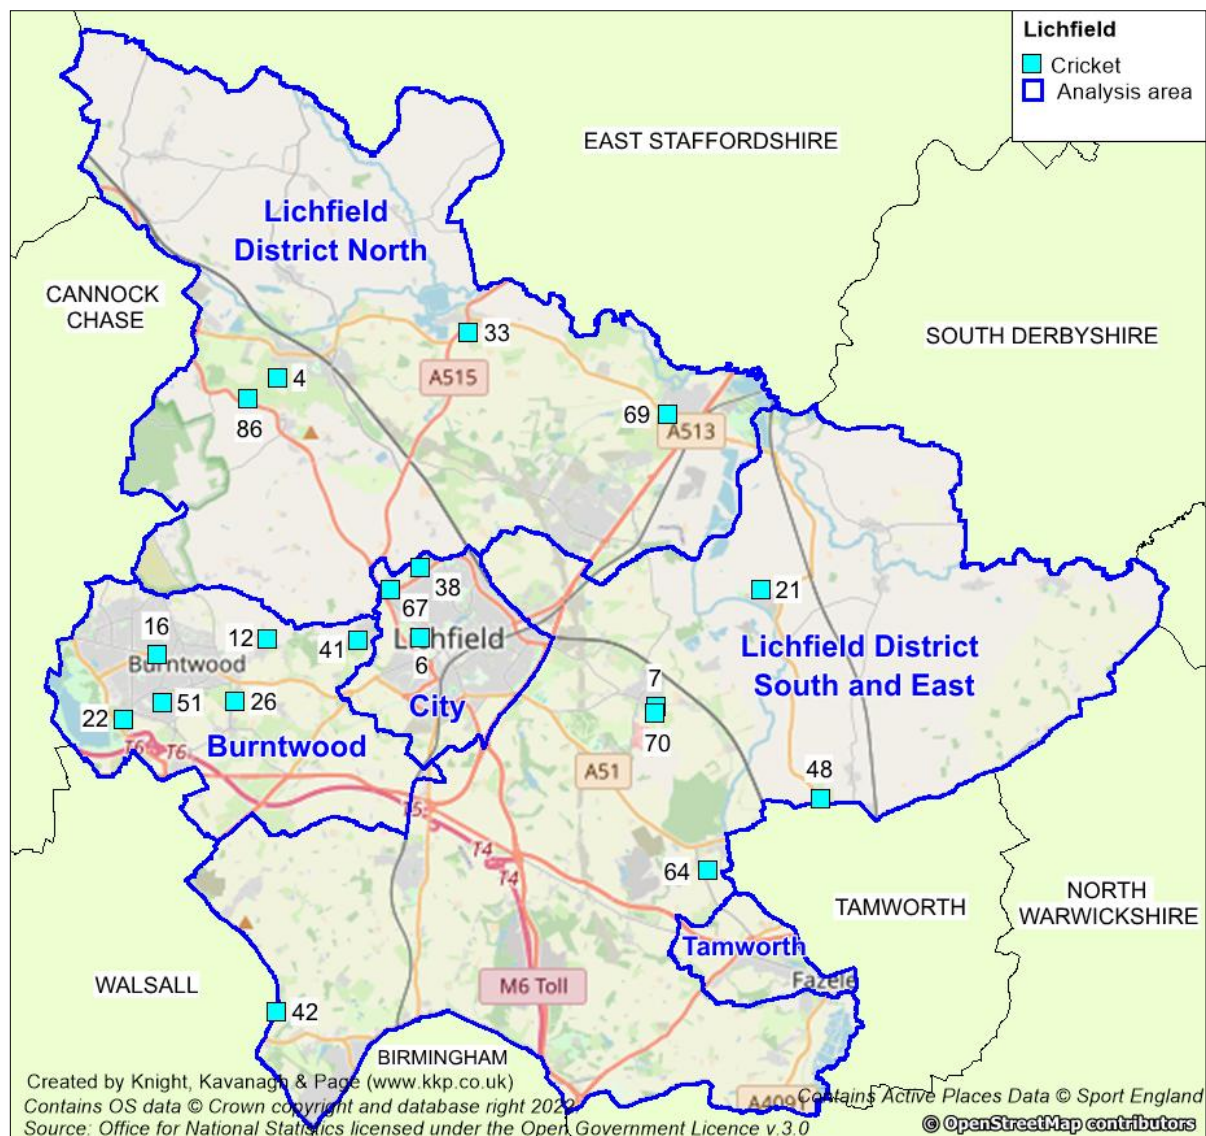 Lichfield
Cricket
Analysis area
EAST STAFFORDSHIRE
Lichfield
District North
CANNOCK
CHASE
SOUTH DERBYSHIRE
33
4
A515
86
69
A513
38
67
21
16
12
41
Lichfield
Burntwood
6
Lichfield District
South and East
7
51
26
City
22
70
T6
T6
Burntwood
A51
48
T5
T4
T4
64
NORTH
WARWICKSHIRE
TAMWORTH
Tamworth
WALSALL
M6 Toll
Fazele
42
BIRMINGHAM
Created by Knight, Kavanagh & Page (www.kkp.co.uk)
Contains OS data © Crown copyright and database right 2022
A4091
Contains Active Places Data © Sport England
Source: Office for National Statistics licensed under the Open Government Licence v.3.0
© OpenStreetMap contributors